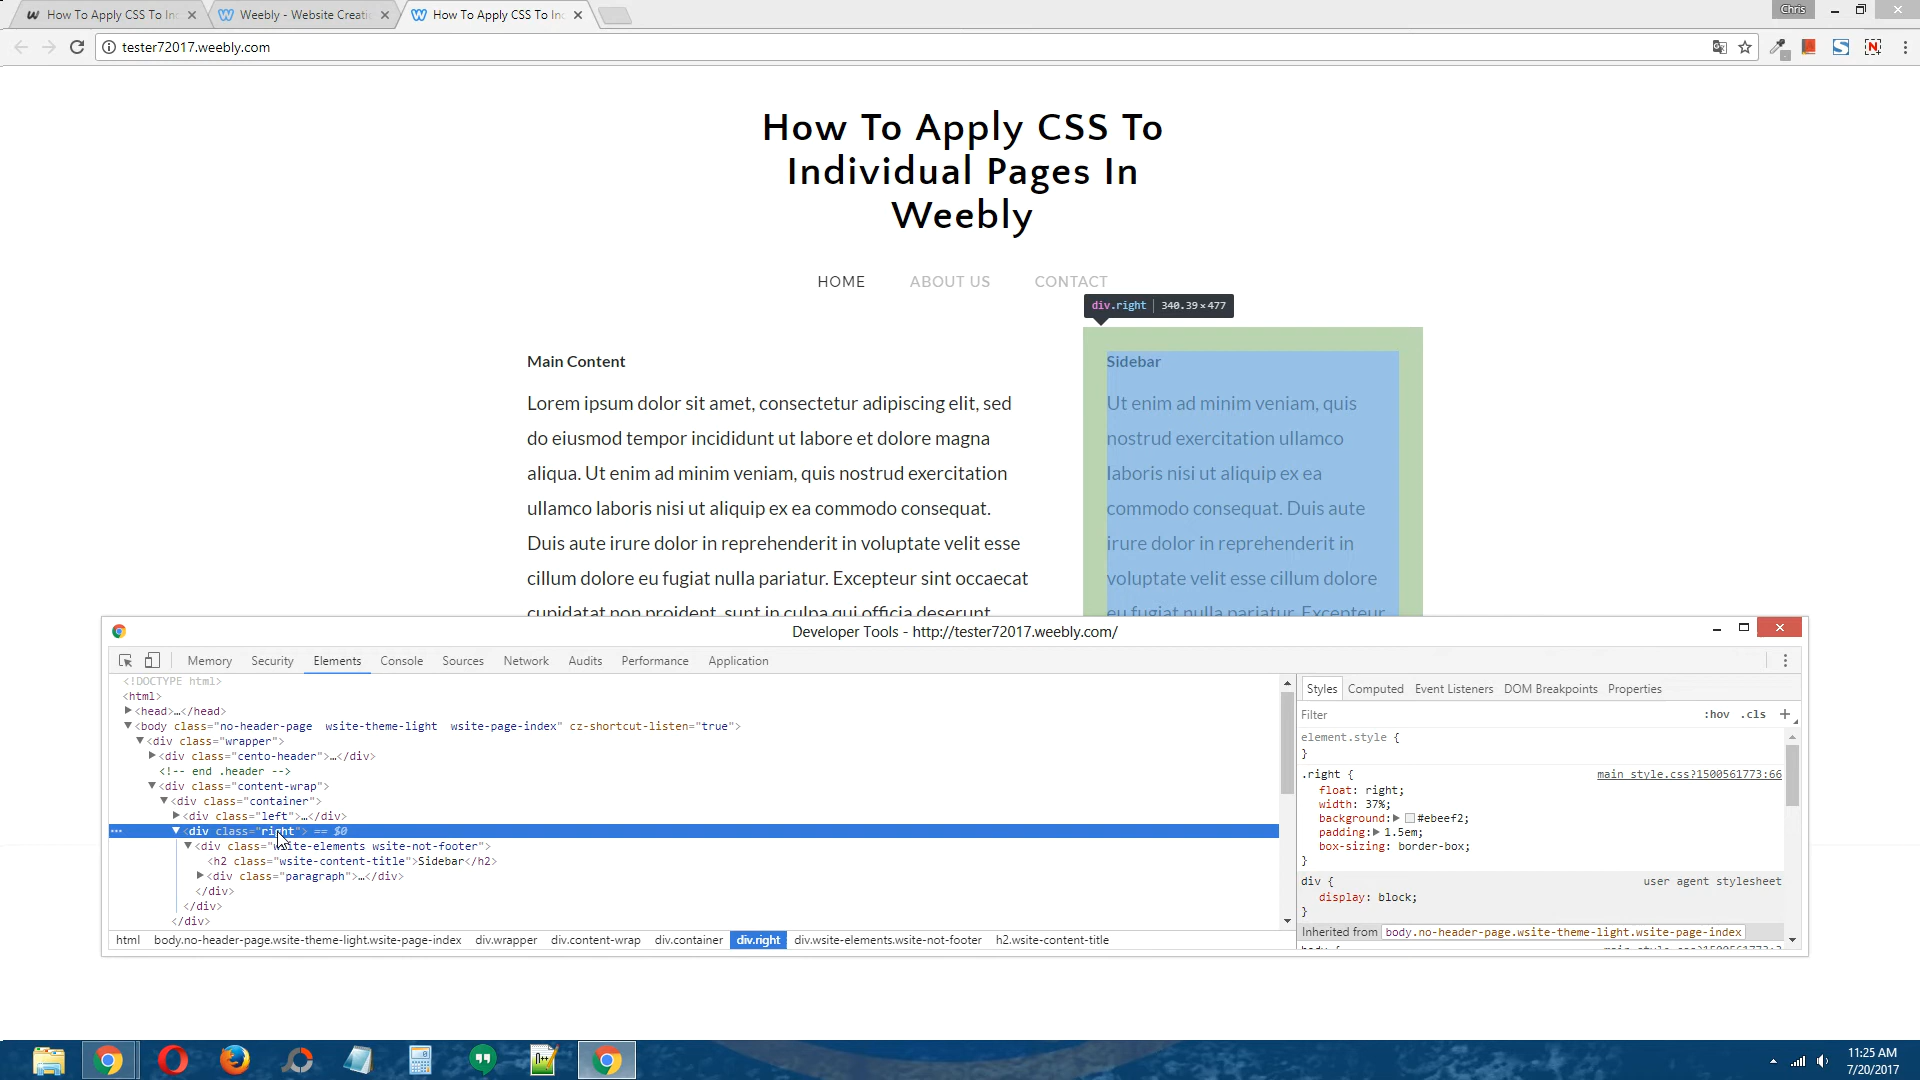 How To Apply CSS To In
Weebly - Website Creati
How To Apply CSS To In
Chris
tester72017.weebly.com
How To Apply CSS To
Individual Pages In
Weebly
HOME ABOUT US CONTACT
div.right 340.39×477
Main Content
Lorem ipsum dolor sit amet, consectetur adipiscing elit, sed
do eiusmod tempor incididunt ut labore et dolore magna
aliqua. Ut enim ad minim veniam, quis nostrud exercitation
ullamco laboris nisi ut aliquip ex ea commodo consequat.
Duis aute irure dolor in reprehenderit in voluptate velit esse
cillum dolore eu fugiat nulla pariatur. Excepteur sint occaecat
cupidatat non proident, sunt in culpa qui officia deserunt
Sidebar
Ut enim ad minim veniam, quis
nostrud exercitation ullamco
laboris nisi ut aliquip ex ea
commodo consequat. Duis aute
irure dolor in reprehenderit in
voluptate velit esse cillum dolore
eu fugiat nulla pariatur. Excepteur
Developer Tools - http://tester72017.weebly.com/
Memory Security Elements Console Sources Network Audits Performance Application
<!DOCTYPE html>
<html>
<head>…</head>
<body class="no-header-page  wsite-theme-light  wsite-page-index" cz-shortcut-listen="true">
<div class="wrapper">
<div class="cento-header">…</div>
<!-- end .header -->
<div class="content-wrap">
<div class="container">
<div class="left">…</div>
<div class="right"> == $0
<div class="wsite-elements wsite-not-footer">
<h2 class="wsite-content-title">Sidebar</h2>
<div class="paragraph">…</div>
</div>
</div>
</div>
html body.no-header-page.wsite-theme-light.wsite-page-index div.wrapper div.content-wrap div.container div.right div.wsite-elements.wsite-not-footer h2.wsite-content-title
Styles Computed Event Listeners DOM Breakpoints Properties
Filter :hov .cls +
element.style {
}
.right { main_style.css?1500561773:66
float: right;
width: 37%;
background: #ebeef2;
padding: 1.5em;
box-sizing: border-box;
}
div { user agent stylesheet
display: block;
}
Inherited from body.no-header-page.wsite-theme-light.wsite-page-index
11:25 AM
7/20/2017